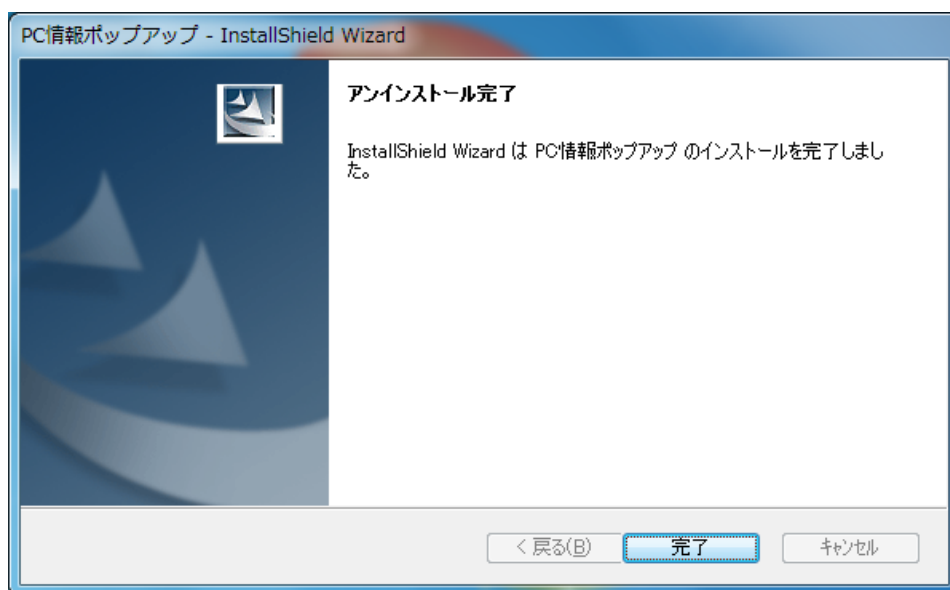 PC情報ポップアップ - InstallShield Wizard
アンインストール完了
InstallShield Wizard は PC情報ポップアップ のインストールを完了しまし
た。
< 戻る(B)
完了
キャンセル